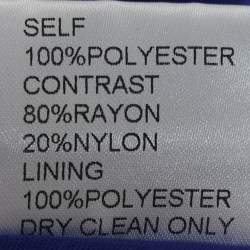 SELF
100%POLYESTER
CONTRAST
80%RAYON
20%NYLON
LINING
100%POLYESTER
DRY CLEAN ONLY